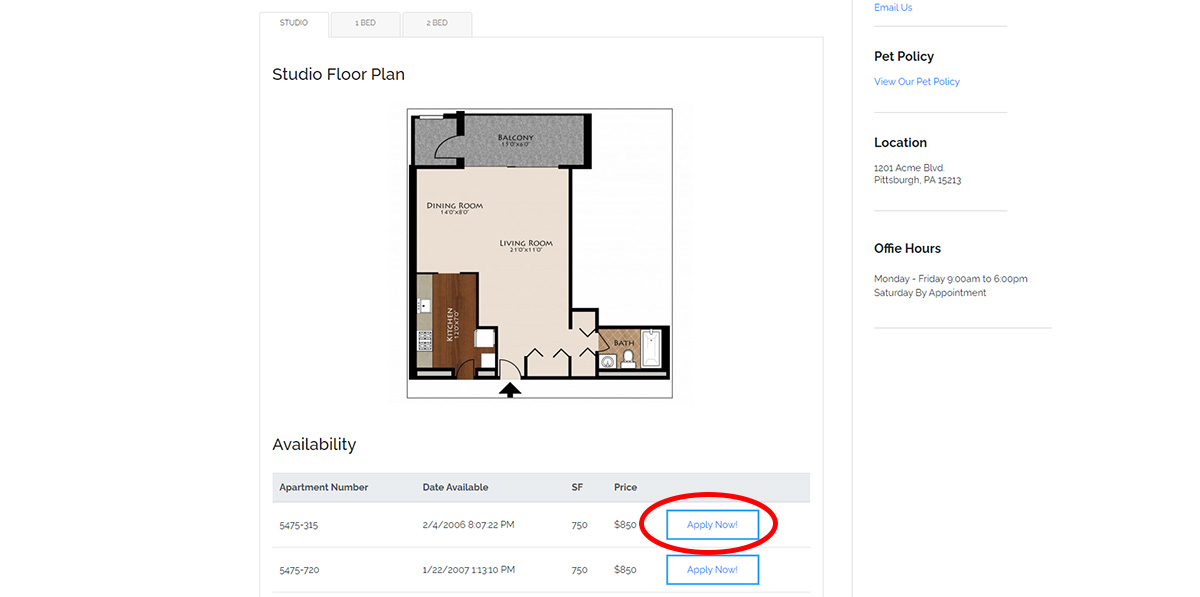 STUDIO 1 BED 2 BED
Studio Floor Plan
BALCONY
15'0"x6'0"
DINING ROOM
14'0"x8'0"
LIVING ROOM
21'0"x11'0"
KITCHEN
12'0"x7'0"
BATH
Availability
Apartment Number Date Available SF Price
5475-315 2/4/2006 8:07:22 PM 750 $850 Apply Now!
5475-720 1/22/2007 1:13:10 PM 750 $850 Apply Now!
Email Us
Pet Policy
View Our Pet Policy
Location
1201 Acme Blvd.
Pittsburgh, PA 15213
Offie Hours
Monday - Friday 9:00am to 6:00pm
Saturday By Appointment